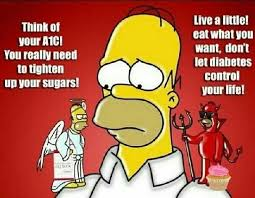 Think of
your A1C!
You really need
to tighten
up your sugars!
Live a little!
eat what you
want, don't
let diabetes
control
your life!